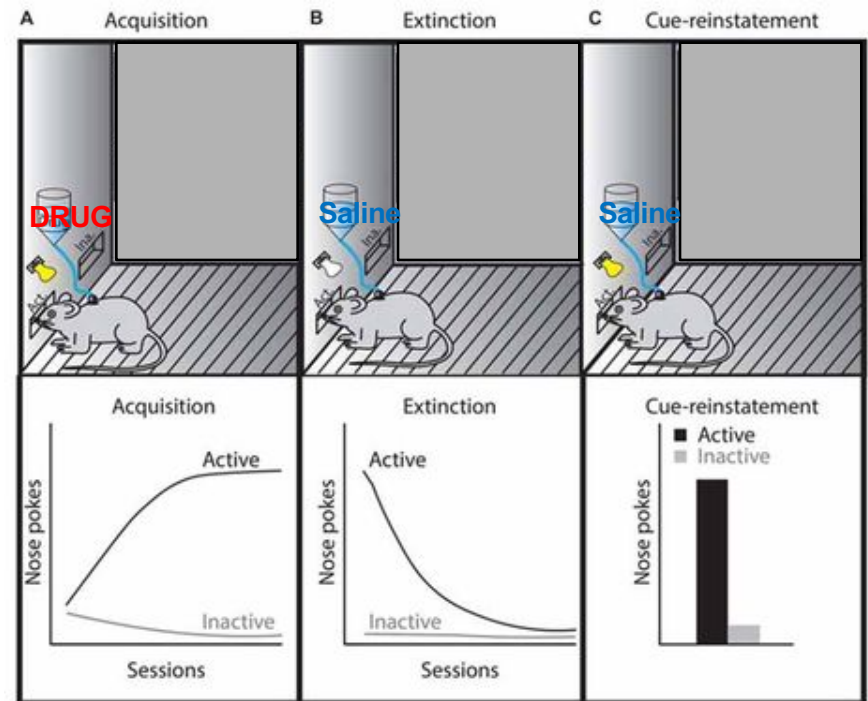 A Acquisition
B Extinction
C Cue-reinstatement
DRUG
Ina.
Act.
Saline
Ina.
Act.
Saline
Ina.
Act.
Acquisition
Nose pokes
Active
Inactive
Sessions
Extinction
Nose pokes
Active
Inactive
Sessions
Cue-reinstatement
Active
Inactive
Nose pokes